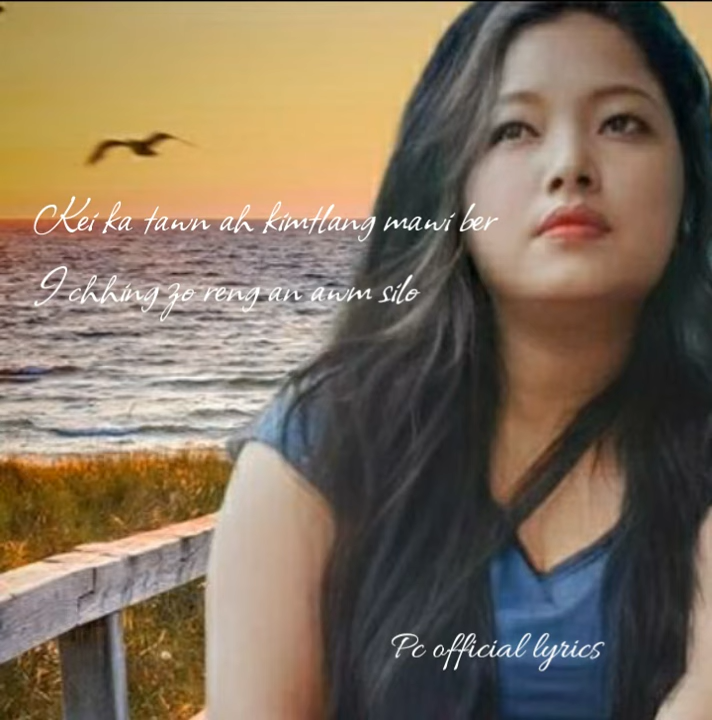 Kei ka tawn ah kimtlang mawi ber
I chhing zo reng an awm silo
Pc official lyrics